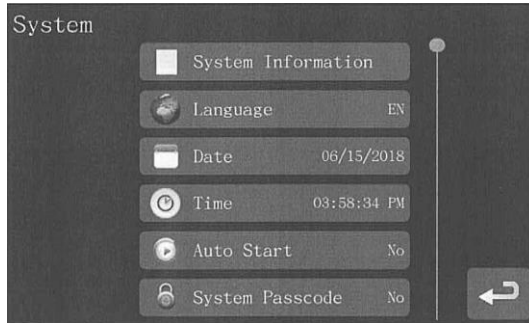 System
System Information
Language EN
Date 06/15/2018
Time 03:58:34 PM
Auto Start No
System Passcode No